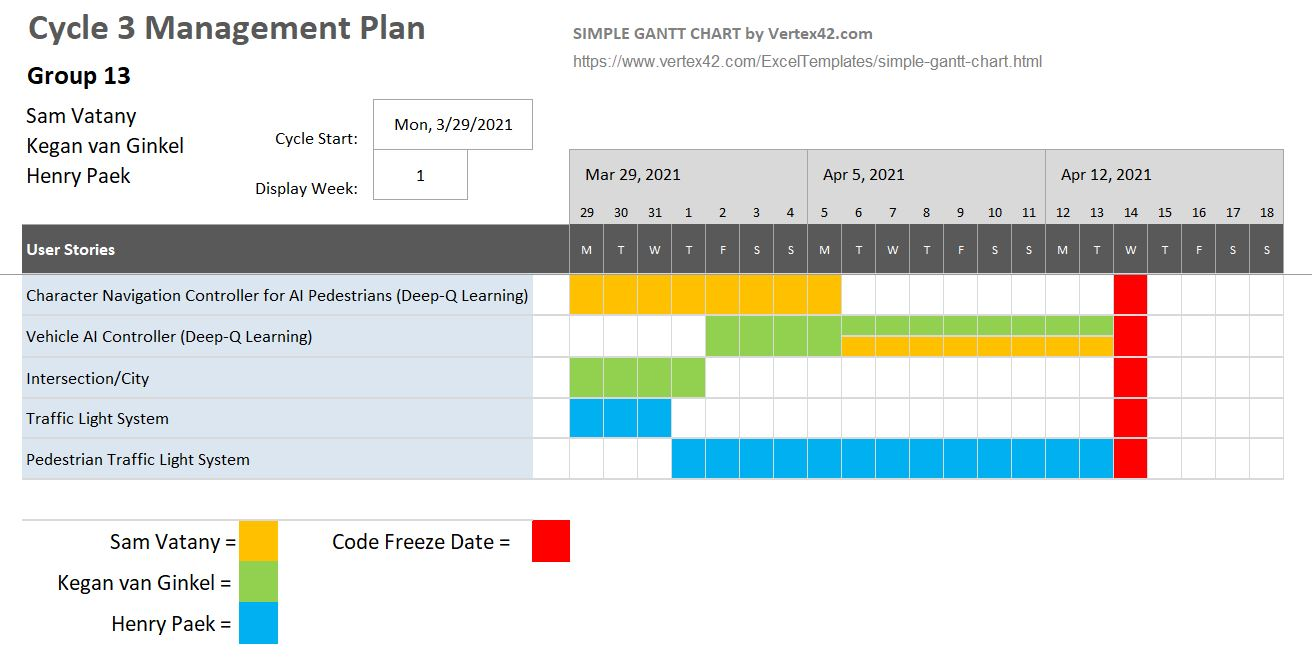 Cycle 3 Management Plan
SIMPLE GANTT CHART by Vertex42.com
https://www.vertex42.com/ExcelTemplates/simple-gantt-chart.html
Group 13
Sam Vatany
Kegan van Ginkel
Henry Paek
Cycle Start: Mon, 3/29/2021
Display Week: 1
Mar 29, 2021 Apr 5, 2021 Apr 12, 2021
29 30 31 1 2 3 4 5 6 7 8 9 10 11 12 13 14 15 16 17 18
User Stories M T W T F S S M T W T F S S M T W T F S S
Character Navigation Controller for AI Pedestrians (Deep-Q Learning)
Vehicle AI Controller (Deep-Q Learning)
Intersection/City
Traffic Light System
Pedestrian Traffic Light System
Sam Vatany = Code Freeze Date =
Kegan van Ginkel =
Henry Paek =